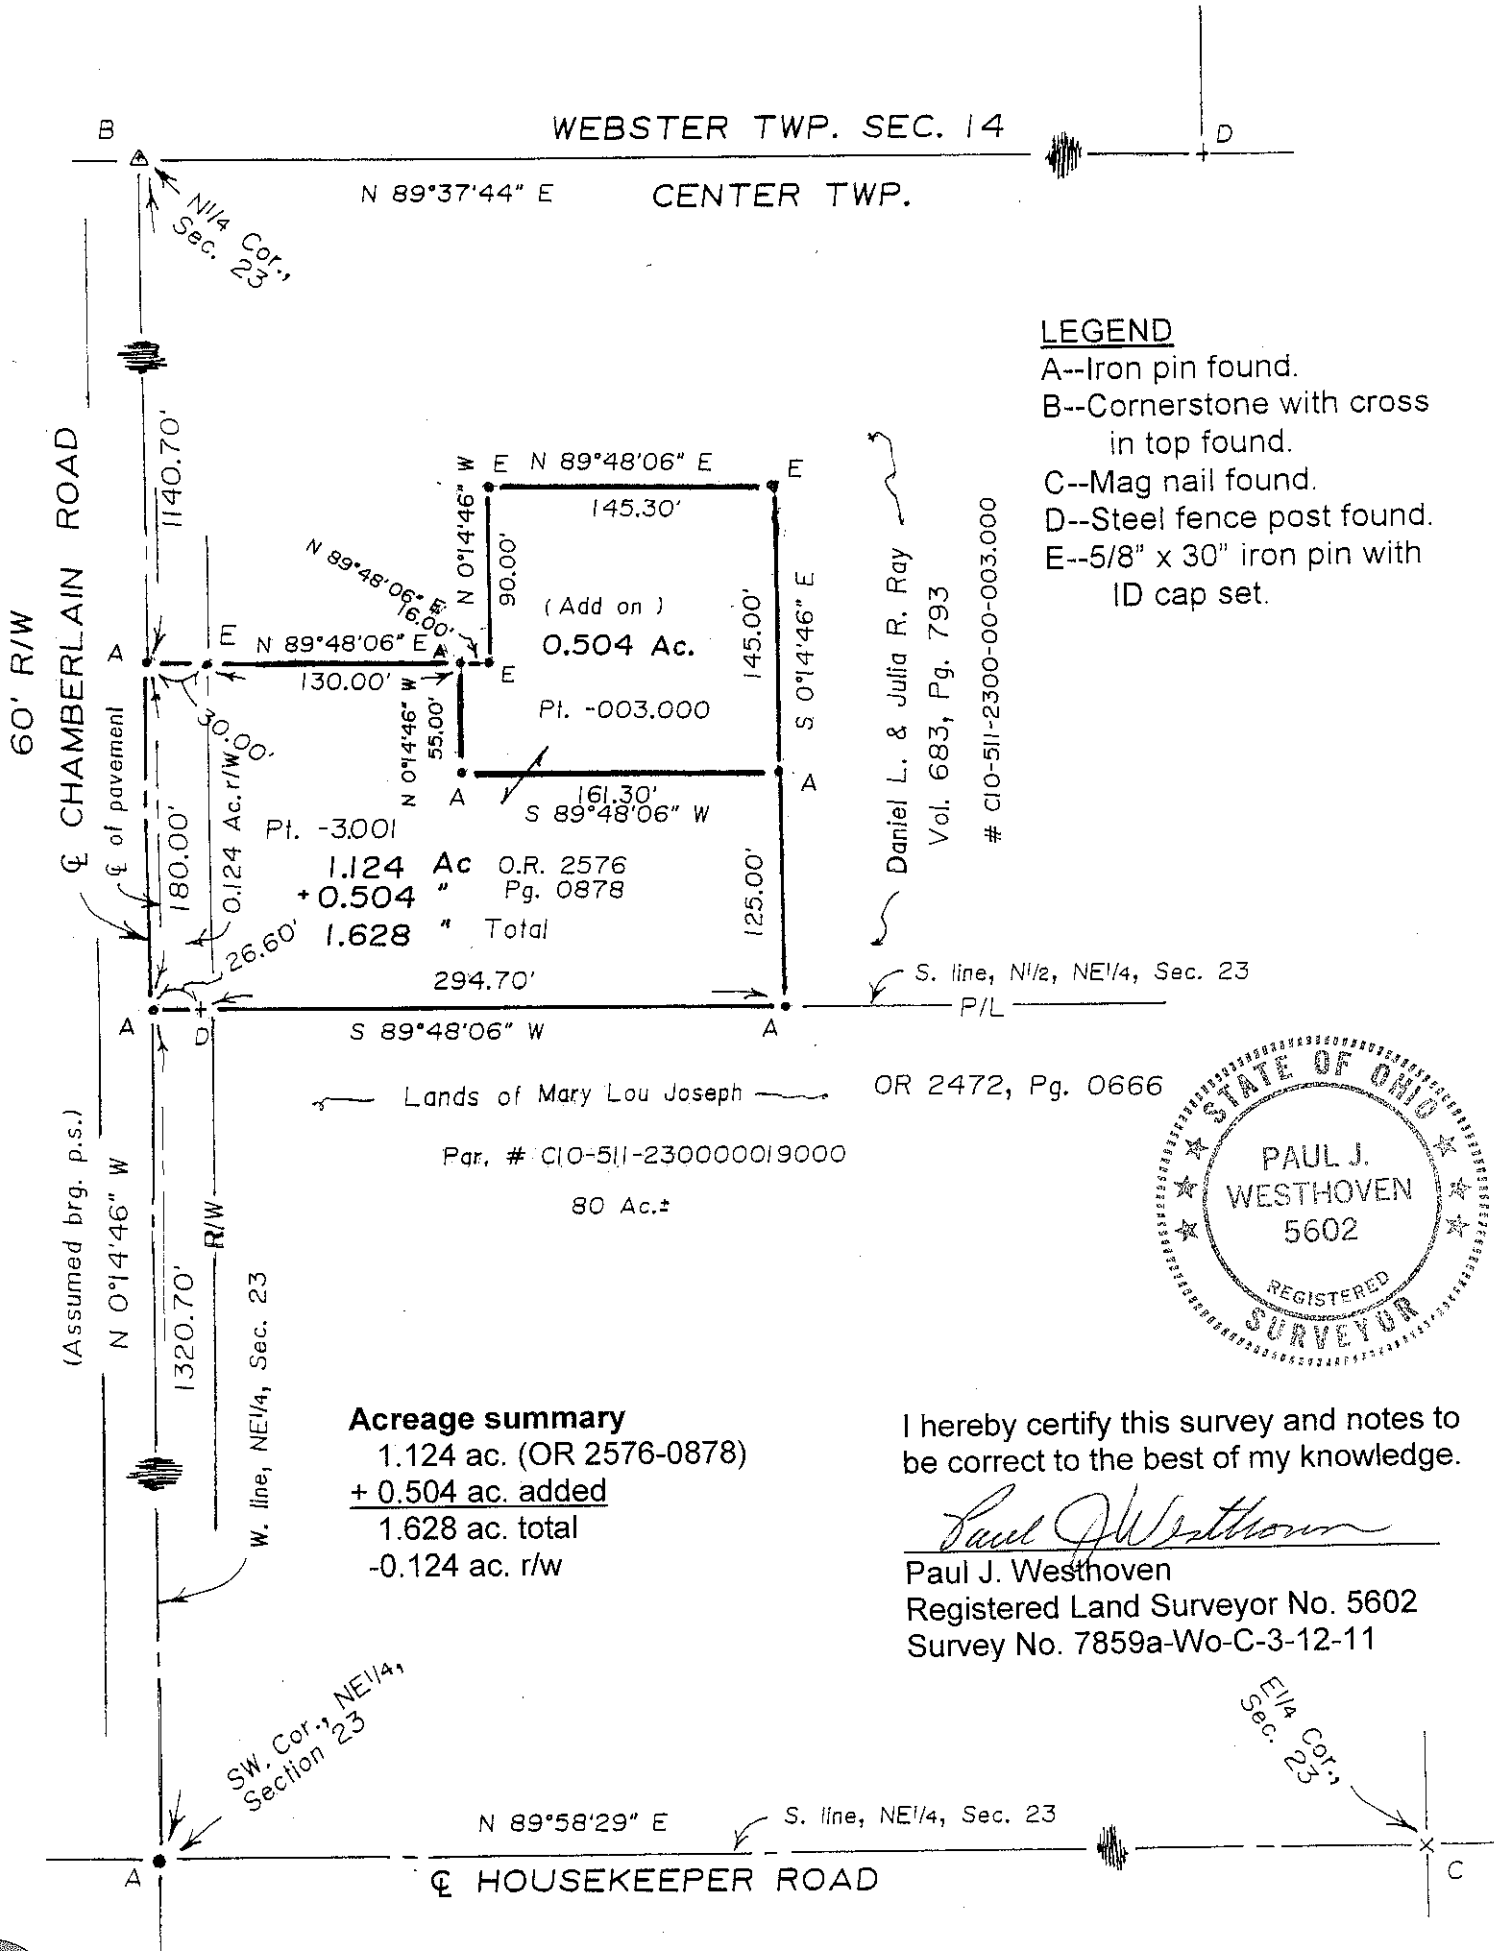 B
WEBSTER TWP. SEC. 14
D
N 89°37'44" E
CENTER TWP.
N1/4 Cor.,
Sec. 23
LEGEND
A--Iron pin found.
B--Cornerstone with cross
in top found.
C--Mag nail found.
D--Steel fence post found.
E--5/8" x 30" iron pin with
ID cap set.
60' R/W
℄ CHAMBERLAIN ROAD
℄ of pavement
1140.70'
E
N 89°48'06" E
E
145.30'
N 0°14'46" W
90.00'
N 89°48'06" E
16.00'
(Add on)
0.504 Ac.
145.00'
S 0°14'46" E
Pt. -003.000
Daniel L. & Julia R. Ray
Vol. 683, Pg. 793
# C10-511-2300-00-003.000
A
E
N 89°48'06" E
A
E
130.00'
30.00'
N 0°14'46" W
55.00'
A
161.30'
S 89°48'06" W
A
180.00'
0.124 Ac. r/W
Pt. -3.001
1.124 Ac O.R. 2576
+0.504 " Pg. 0878
1.628 " Total
125.00'
26.60'
294.70'
S. line, N1/2, NE1/4, Sec. 23
P/L
A
D
S 89°48'06" W
A
Lands of Mary Lou Joseph
OR 2472, Pg. 0666
Par. # C10-511-230000019000
80 Ac.±
(Assumed brg. p.s.)
N 0°14'46" W
1320.70'
R/W
W. line, NE1/4, Sec. 23
STATE OF OHIO
PAUL J.
WESTHOVEN
5602
REGISTERED
SURVEYOR
Acreage summary
1.124 ac. (OR 2576-0878)
+ 0.504 ac. added
1.628 ac. total
-0.124 ac. r/w
I hereby certify this survey and notes to
be correct to the best of my knowledge.
Paul J Westhoven
Paul J. Westhoven
Registered Land Surveyor No. 5602
Survey No. 7859a-Wo-C-3-12-11
SW. Cor., NE1/4,
Section 23
E1/4 Cor.,
Sec. 23
N 89°58'29" E
S. line, NE1/4, Sec. 23
A
℄ HOUSEKEEPER ROAD
C